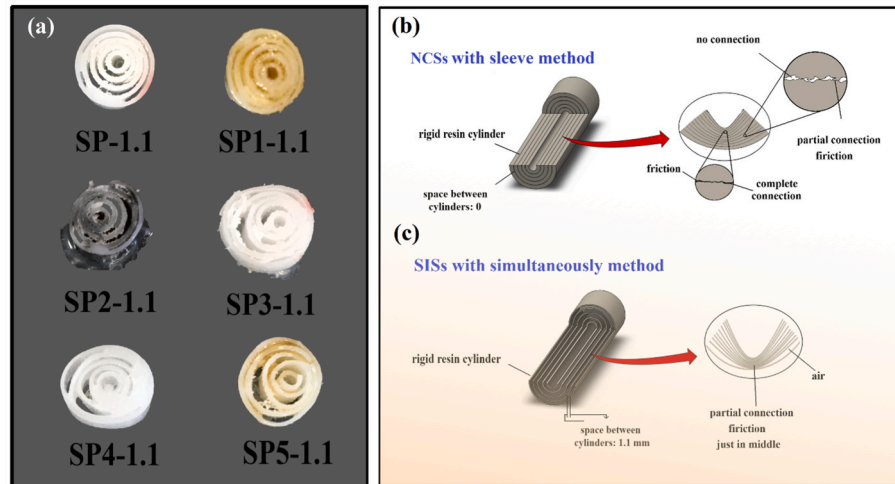 (a)
SP-1.1
SP1-1.1
SP2-1.1
SP3-1.1
SP4-1.1
SP5-1.1
(b)
NCSs with sleeve method
no connection
rigid resin cylinder
partial connection
firiction
space between
cylinders: 0
friction
complete
connection
(c)
SISs with simultaneously method
rigid resin cylinder
air
partial connection
firiction
just in middle
space between
cylinders: 1.1 mm